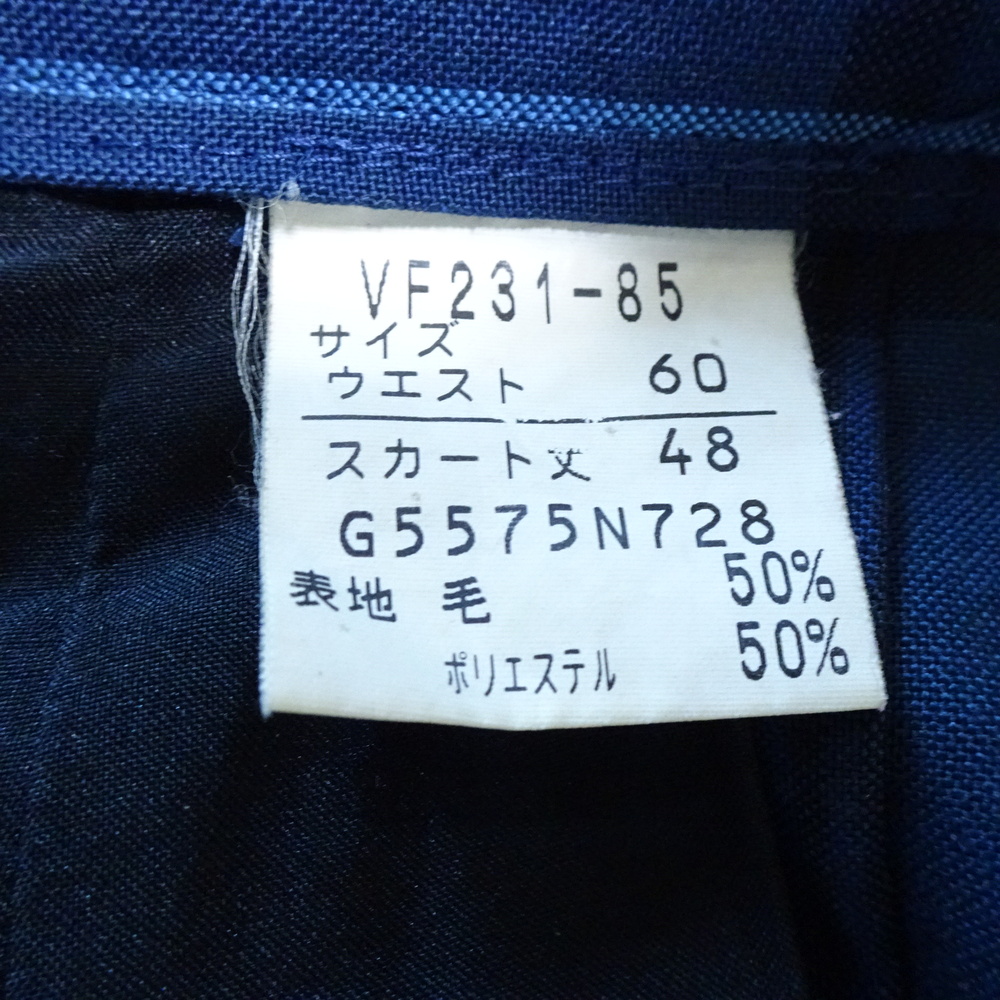 VF231-85
サイズ
ウエスト 60
スカート丈 48
G5575N728
表地 毛 50%
ポリエステル 50%